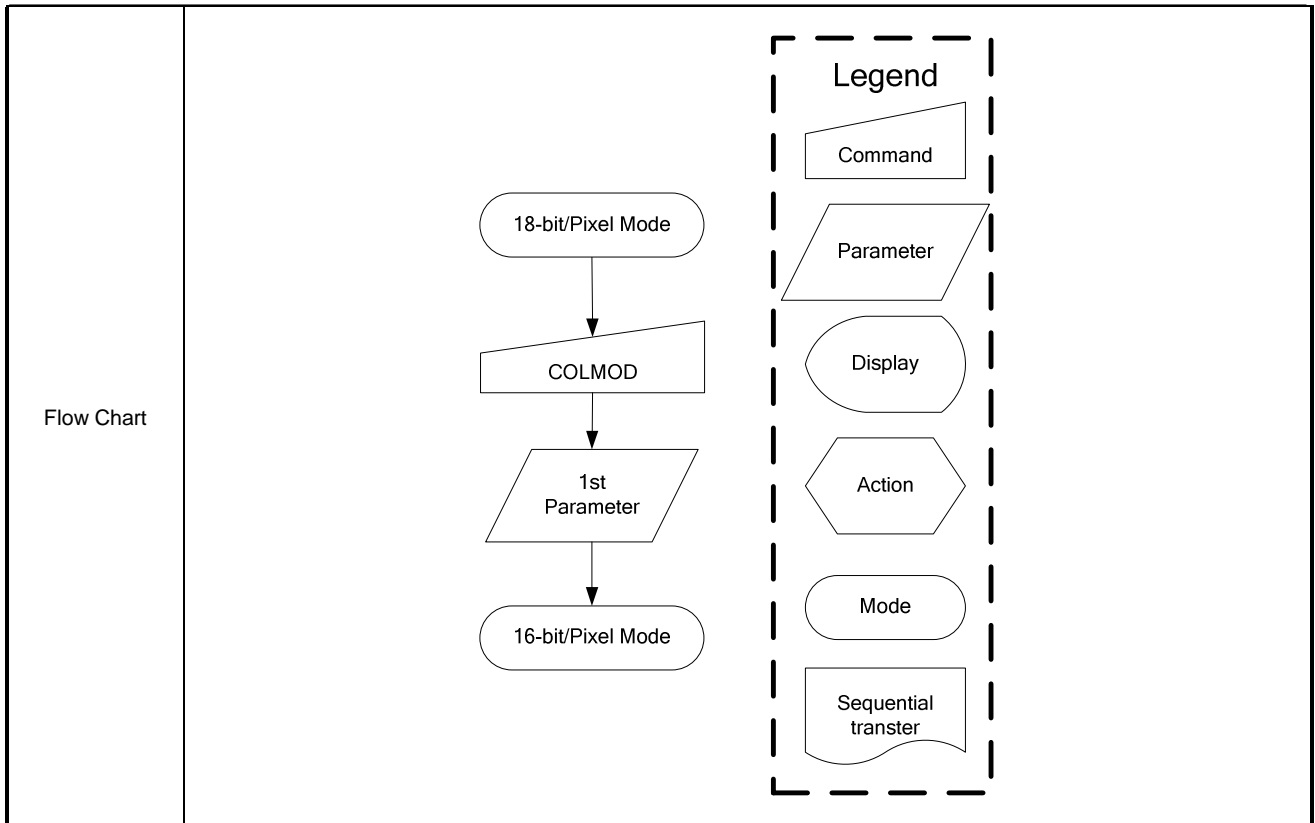 Flow Chart
18-bit/Pixel Mode
COLMOD
1st
Parameter
16-bit/Pixel Mode
Legend
Command
Parameter
Display
Action
Mode
Sequential
transter